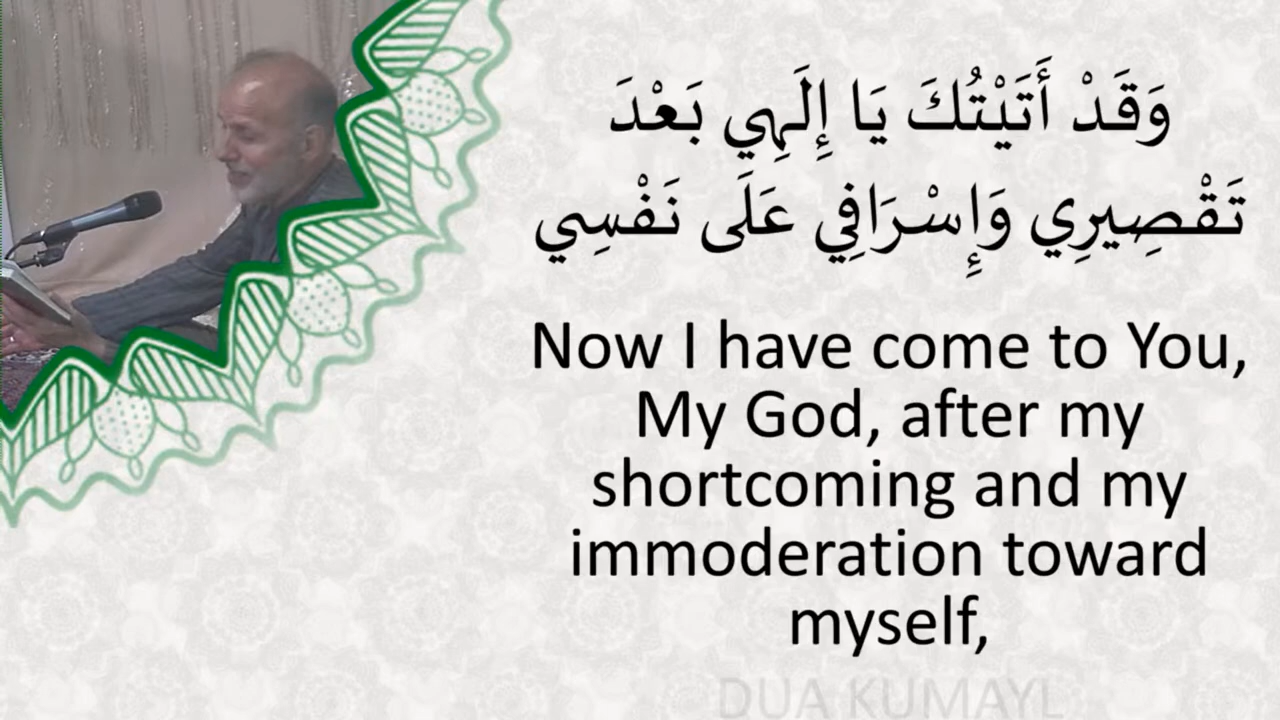 وَقَدْ أَتَيْتُكَ يَا إِلَهِي بَعْدَ
تَقْصِيرِي وَإِسْرَافِي عَلَى نَفْسِي
Now I have come to You,
My God, after my
shortcoming and my
immoderation toward
myself,
DUA KUMAYL